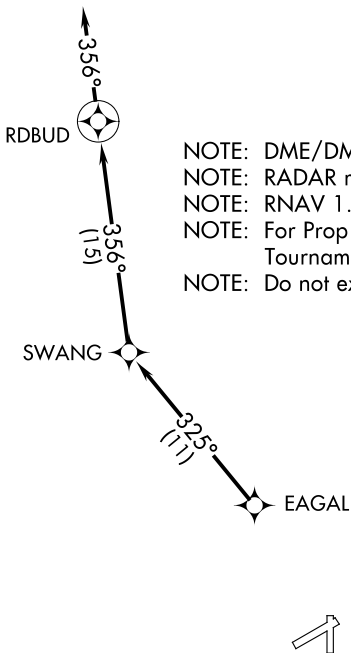 356°
RDBUD
NOTE: DME/DM
NOTE: RADAR
NOTE: RNAV 1.
NOTE: For Prop
Tournam
NOTE: Do not ex
356°
(15)
SWANG
325°
(11)
EAGAL